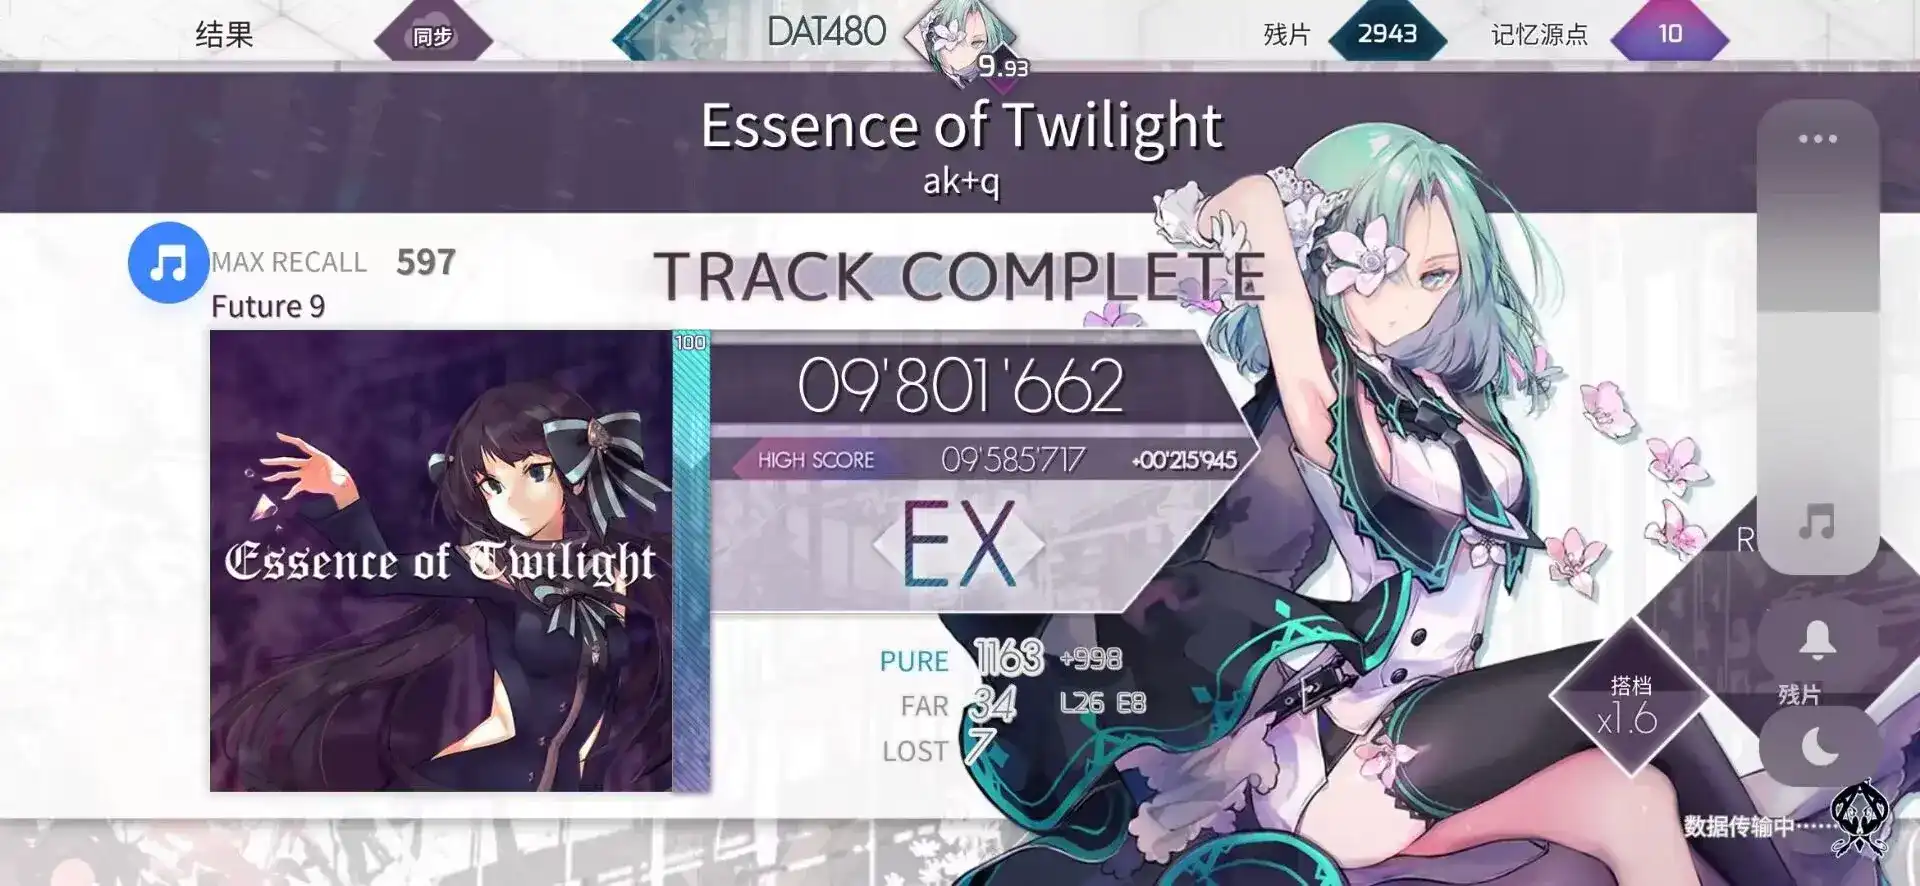 结果
同步
DAT480
9.93
残片
2943
记忆源点
10
Essence of Twilight
ak+q
MAX RECALL 597
Future 9
TRACK COMPLETE
Essence of Twilight
100
09'801'662
HIGH SCORE 09'585'717 +00'215'945
EX
PURE 1163 +998
FAR 34 L26 E8
LOST 7
R
搭档
x1.6
残片
数据传输中……